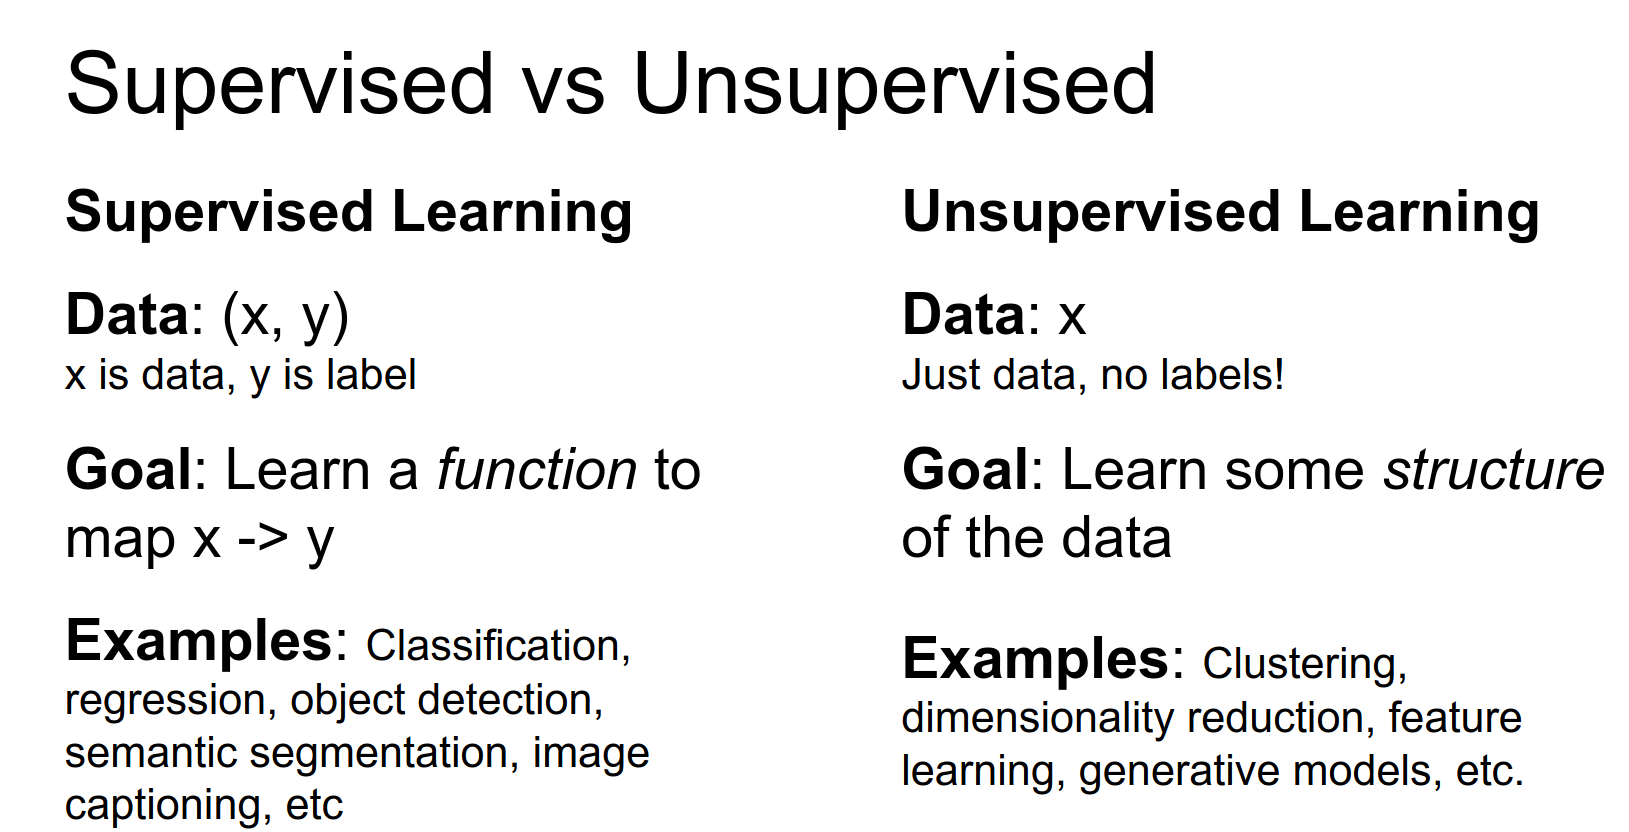 Supervised vs Unsupervised
Supervised Learning
Data: (x, y)
x is data, y is label
Goal: Learn a function to
map x -> y
Examples: Classification,
regression, object detection,
semantic segmentation, image
captioning, etc
Unsupervised Learning
Data: x
Just data, no labels!
Goal: Learn some structure
of the data
Examples: Clustering,
dimensionality reduction, feature
learning, generative models, etc.